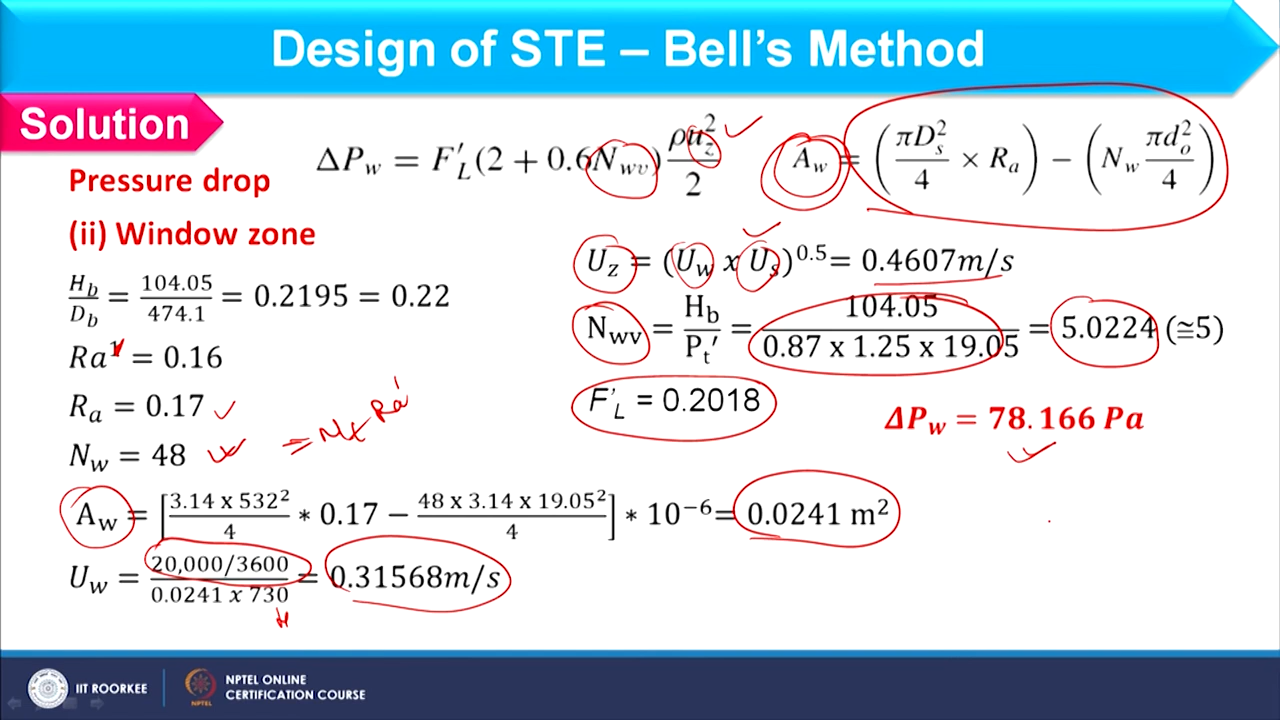 Design of STE – Bell's Method
Solution
ΔP_w = F'_L(2 + 0.6N_wv) ρu_z²/2
A_w = (πD_s²/4 × R_a) − (N_w πd_o²/4)
Pressure drop
(ii) Window zone
H_b/D_b = 104.05/474.1 = 0.2195 = 0.22
U_z = (U_w x U_s)^0.5 = 0.4607m/s
Ra' = 0.16
N_wv = H_b/P_t' = 104.05/(0.87 x 1.25 x 19.05) = 5.0224 (≅5)
R_a = 0.17
F'_L = 0.2018
ΔP_w = 78.166 Pa
N_w = 48
= N_t x Ra'
A_w = [3.14 x 532²/4 * 0.17 − 48 x 3.14 x 19.05²/4] * 10^−6 = 0.0241 m²
U_w = (20,000/3600)/(0.0241 x 730) = 0.31568m/s
IIT ROORKEE
NPTEL
NPTEL ONLINE
CERTIFICATION COURSE